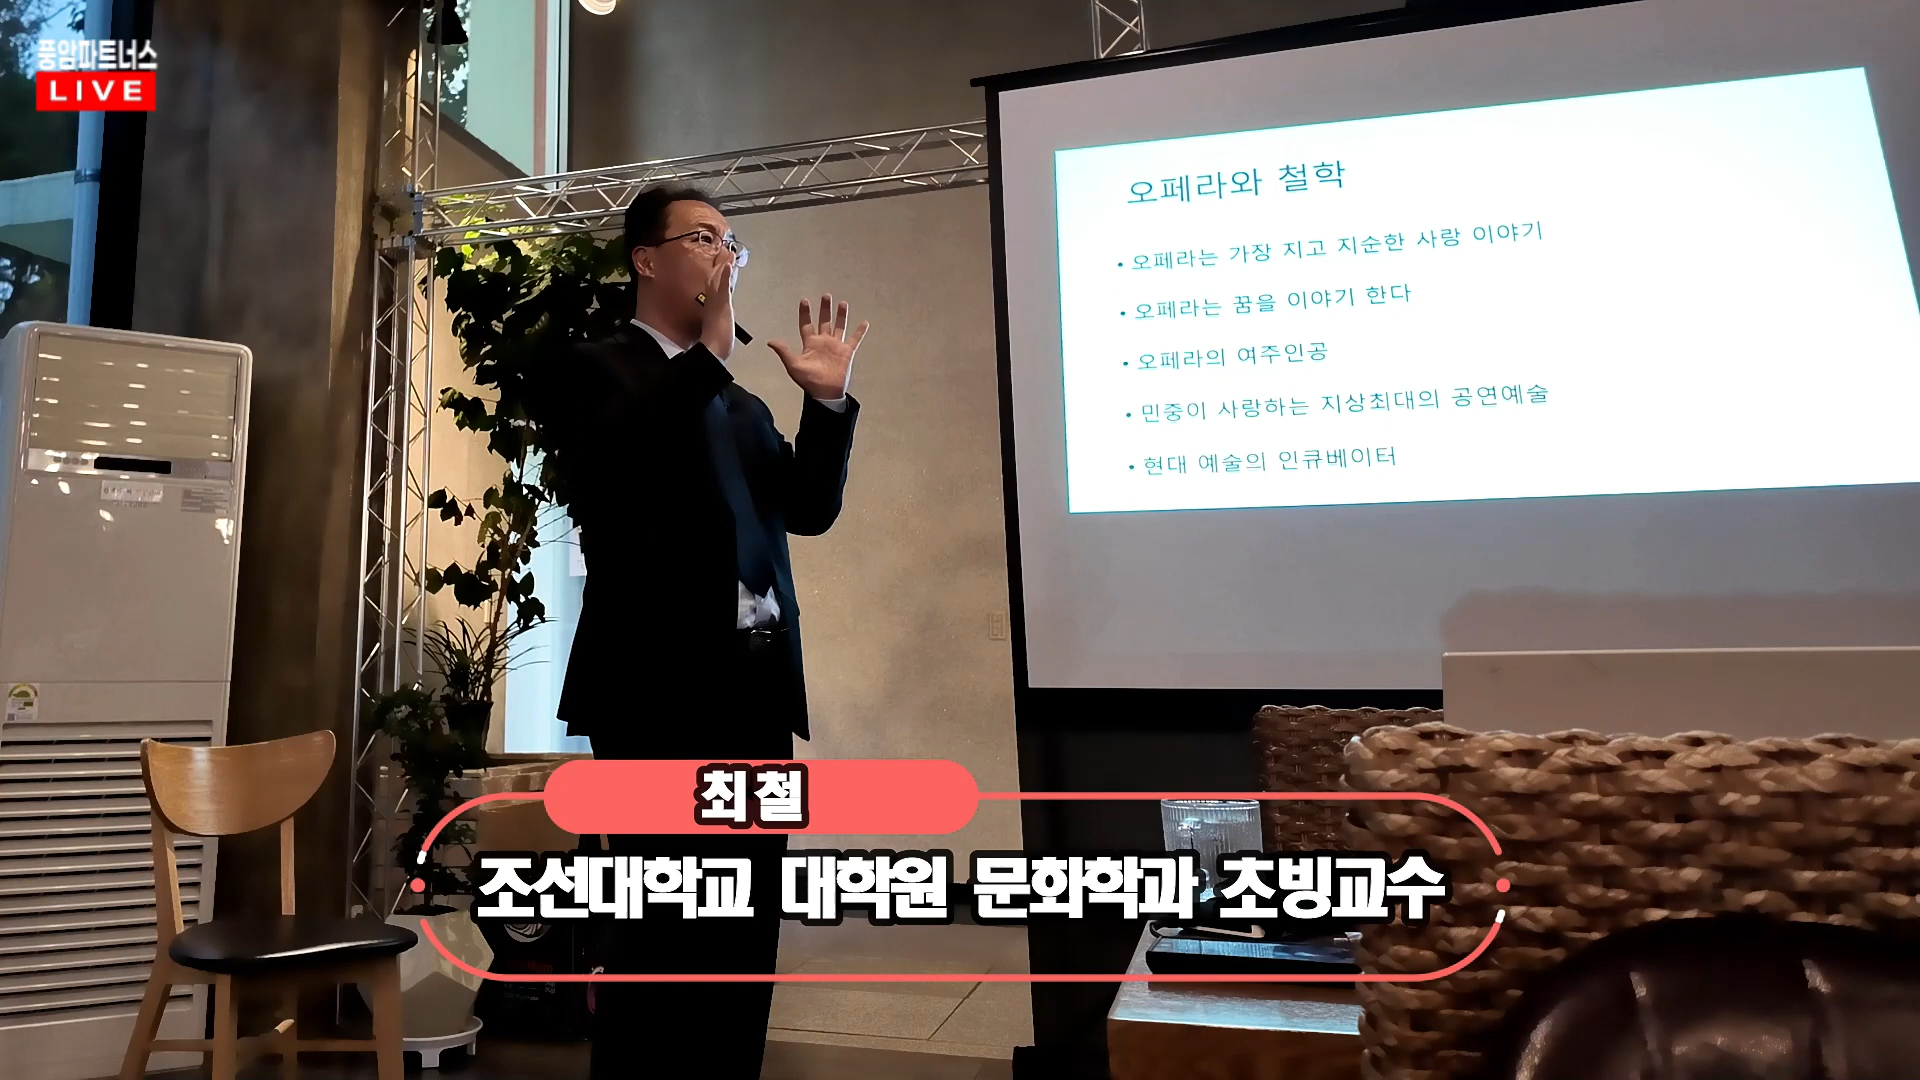 풍암파트너스
LIVE
오페라와 철학
• 오페라는 가장 지고 지순한 사랑 이야기
• 오페라는 꿈을 이야기 한다
• 오페라의 여주인공
• 민중이 사랑하는 지상최대의 공연예술
• 현대 예술의 인큐베이터
최철
조선대학교 대학원 문화학과 초빙교수